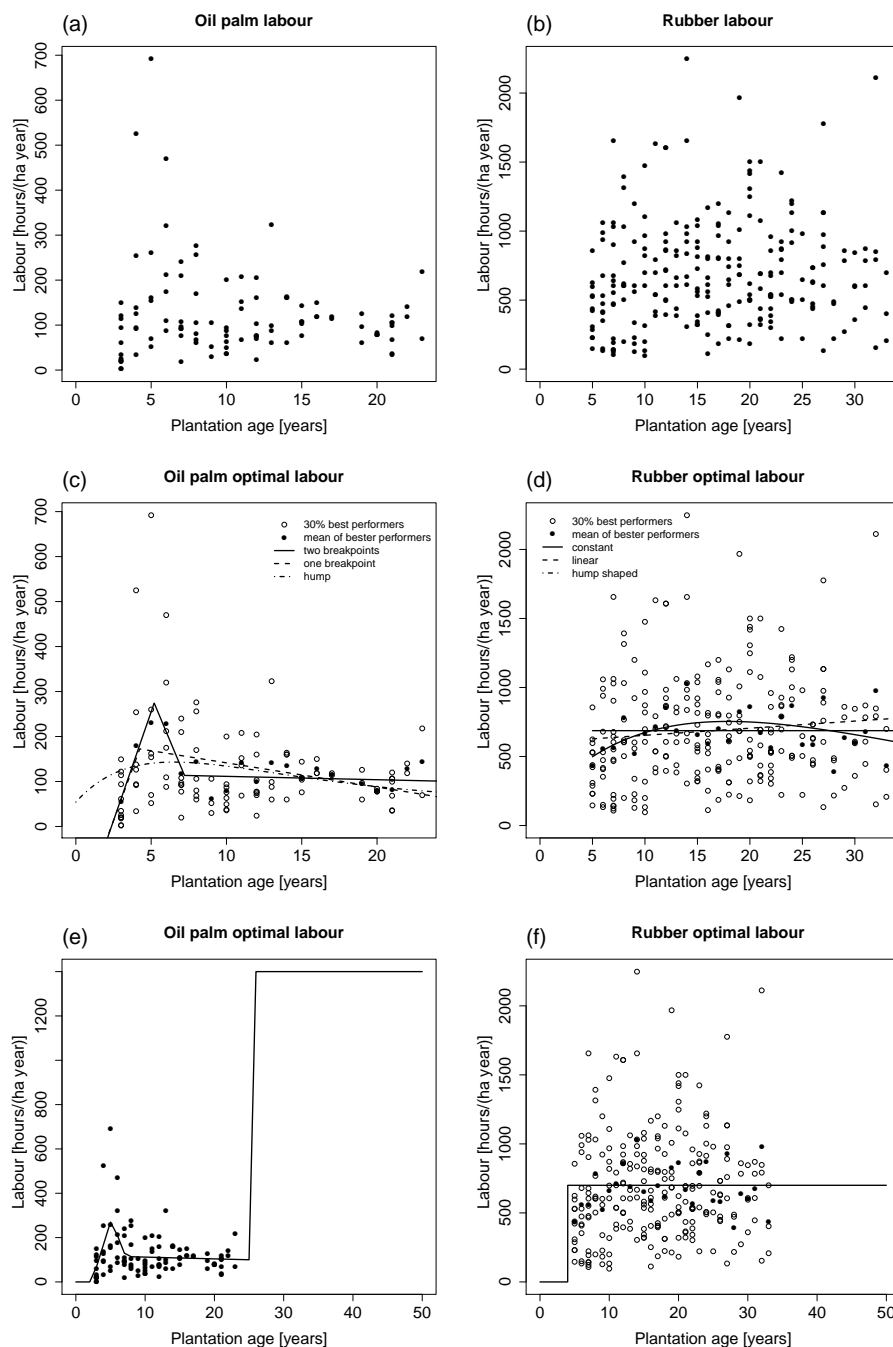 (a)
Oil palm labour
Labour [hours/(ha year)]
0 100 200 300 400 500 600 700
0 5 10 15 20
Plantation age [years]
(b)
Rubber labour
Labour [hours/(ha year)]
0 500 1000 1500 2000
0 5 10 15 20 25 30
Plantation age [years]
(c)
Oil palm optimal labour
Labour [hours/(ha year)]
0 100 200 300 400 500 600 700
30% best performers
mean of bester performers
two breakpoints
one breakpoint
hump
0 5 10 15 20
Plantation age [years]
(d)
Rubber optimal labour
Labour [hours/(ha year)]
0 500 1000 1500 2000
30% best performers
mean of bester performers
constant
linear
hump shaped
0 5 10 15 20 25 30
Plantation age [years]
(e)
Oil palm optimal labour
Labour [hours/(ha year)]
0 200 400 600 800 1200
0 10 20 30 40 50
Plantation age [years]
(f)
Rubber optimal labour
Labour [hours/(ha year)]
0 500 1000 1500 2000
0 10 20 30 40 50
Plantation age [years]